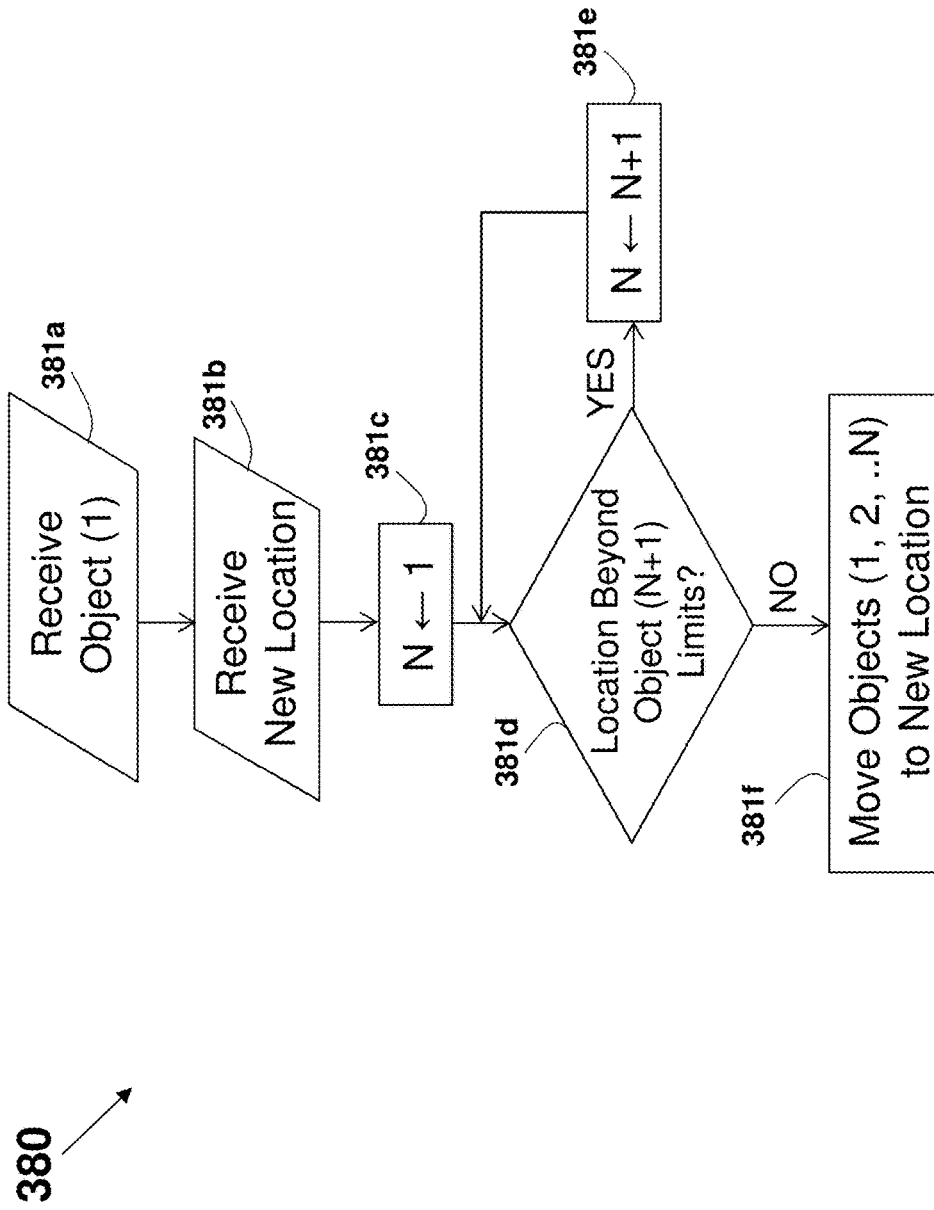 380
381a
Receive
Object (1)
381b
Receive
New Location
381c
N ← 1
381d
Location Beyond
Object (N+1)
Limits?
YES
381e
N ← N+1
NO
381f
Move Objects (1, 2, ..N)
to New Location